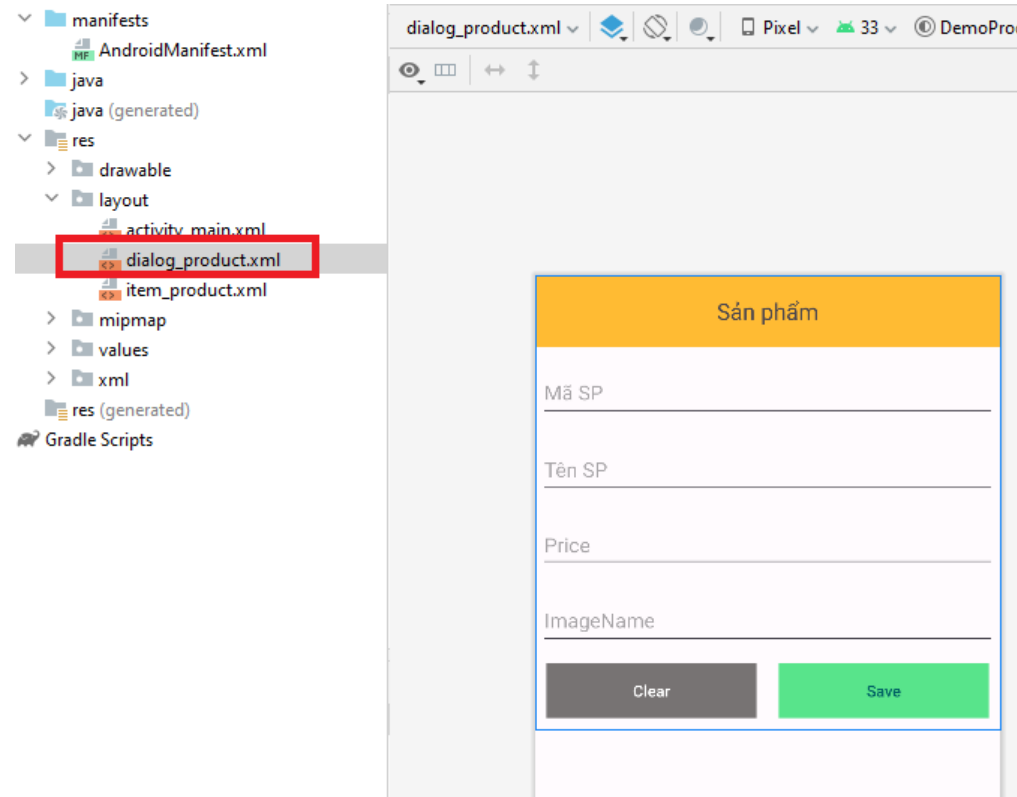 manifests
AndroidManifest.xml
java
java (generated)
res
drawable
layout
activity_main.xml
dialog_product.xml
item_product.xml
mipmap
values
xml
res (generated)
Gradle Scripts
dialog_product.xml Pixel 33 DemoProd
Sản phẩm
Mã SP
Tên SP
Price
ImageName
Clear Save